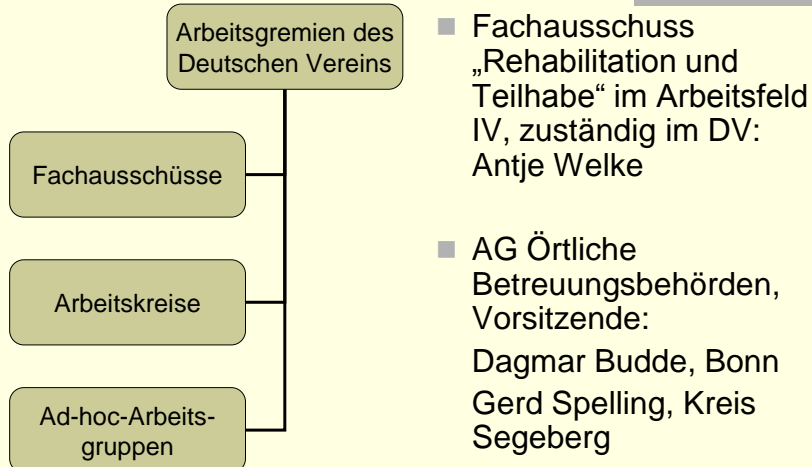 Arbeitsgremien des
Deutschen Vereins
Fachausschüsse
Arbeitskreise
Ad-hoc-Arbeits-
gruppen
Fachausschuss
„Rehabilitation und
Teilhabe“ im Arbeitsfeld
IV, zuständig im DV:
Antje Welke
AG Örtliche
Betreuungsbehörden,
Vorsitzende:
Dagmar Budde, Bonn
Gerd Spelling, Kreis
Segeberg